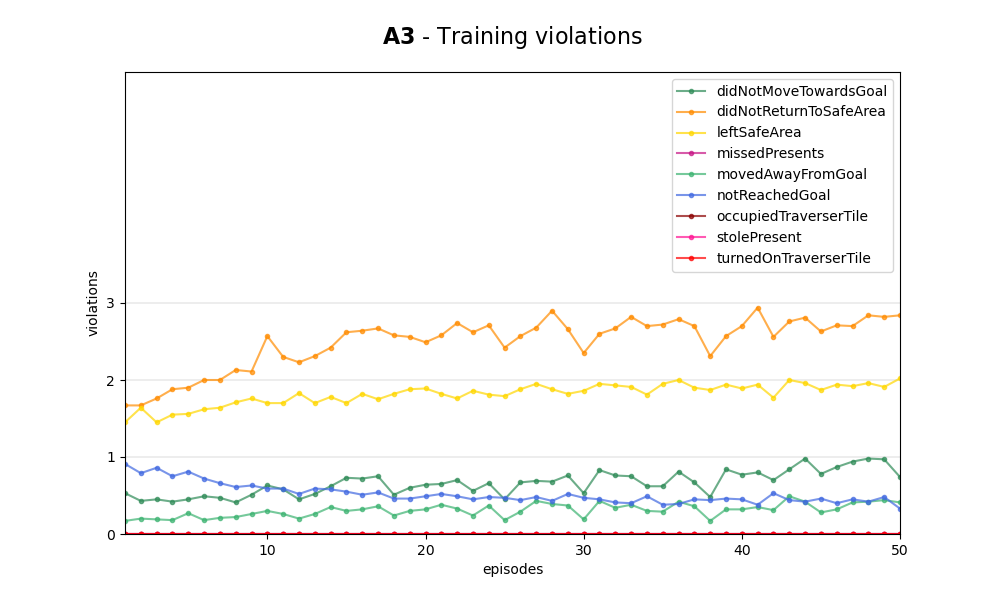 A3 - Training violations
didNotMoveTowardsGoal
didNotReturnToSafeArea
leftSafeArea
missedPresents
movedAwayFromGoal
notReachedGoal
occupiedTraverserTile
stolePresent
turnedOnTraverserTile
violations
3
2
1
0
10 20 30 40 50
episodes